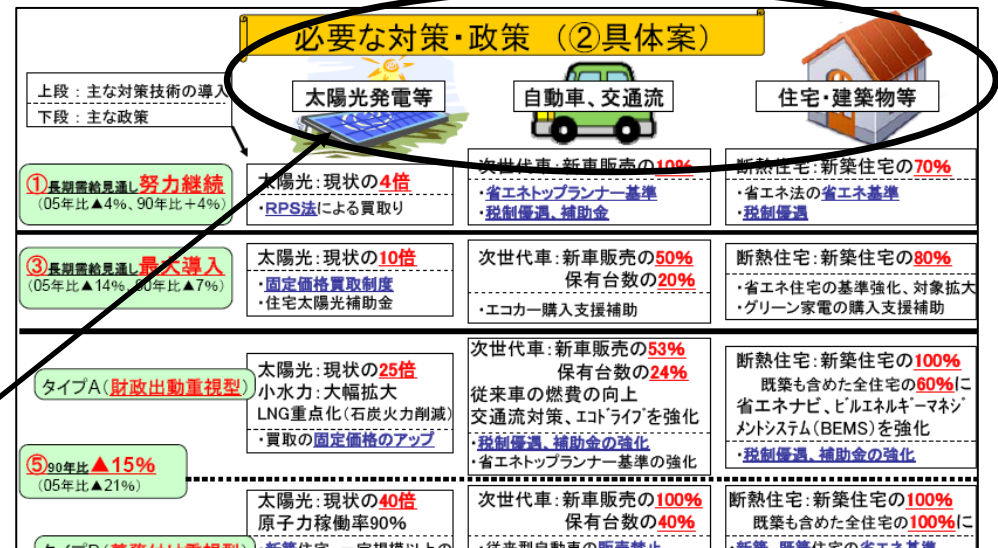 必要な対策・政策 (②具体案)
上段:主な対策技術の導入
下段:主な政策
太陽光発電等
自動車、交通流
住宅・建築物等
①長期需給見通し努力継続
(05年比▲4%、90年比+4%)
太陽光:現状の4倍
・RPS法による買取り
次世代車:新車販売の10%
・省エネトップランナー基準
・税制優遇、補助金
断熱住宅:新築住宅の70%
・省エネ法の省エネ基準
・税制優遇
③長期需給見通し最大導入
(05年比▲14%、90年比▲7%)
太陽光:現状の10倍
・固定価格買取制度
・住宅太陽光補助金
次世代車:新車販売の50%
保有台数の20%
・エコカー購入支援補助
断熱住宅:新築住宅の80%
・省エネ住宅の基準強化、対象拡大
・グリーン家電の購入支援補助
⑤90年比▲15%
(05年比▲21%)
タイプA(財政出動重視型)
太陽光:現状の25倍
小水力:大幅拡大
LNG重点化(石炭火力削減)
・買取の固定価格のアップ
次世代車:新車販売の53%
保有台数の24%
従来車の燃費の向上
交通流対策、エコドライブを強化
・税制優遇、補助金の強化
・省エネトップランナー基準の強化
断熱住宅:新築住宅の100%
既築も含めた全住宅の60%に
省エネナビ、ビルエネルギーマネジ
メントシステム(BEMS)を強化
・税制優遇、補助金の強化
太陽光:現状の40倍
原子力稼働率90%
次世代車:新車販売の100%
保有台数の40%
・従来型自動車の販売禁止
断熱住宅:新築住宅の100%
既築も含めた全住宅の100%に